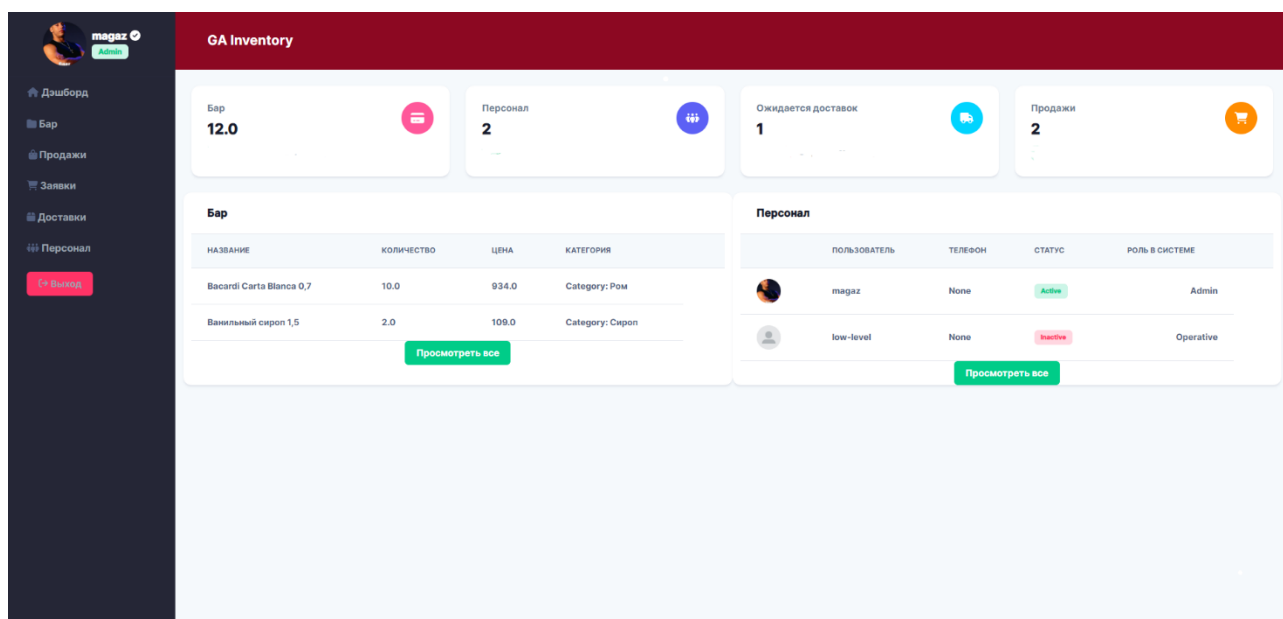 magaz
Admin
Дэшборд
Бар
Продажи
Заявки
Доставки
Персонал
Выход
GA Inventory
Бар
12.0
Персонал
2
Ожидается доставок
1
Продажи
2
Бар
НАЗВАНИЕ КОЛИЧЕСТВО ЦЕНА КАТЕГОРИЯ
Bacardi Carta Blanca 0,7 10.0 934.0 Category: Ром
Ванильный сироп 1,5 2.0 109.0 Category: Сироп
Просмотреть все
Персонал
ПОЛЬЗОВАТЕЛЬ ТЕЛЕФОН СТАТУС РОЛЬ В СИСТЕМЕ
magaz None Active Admin
low-level None Inactive Operative
Просмотреть все